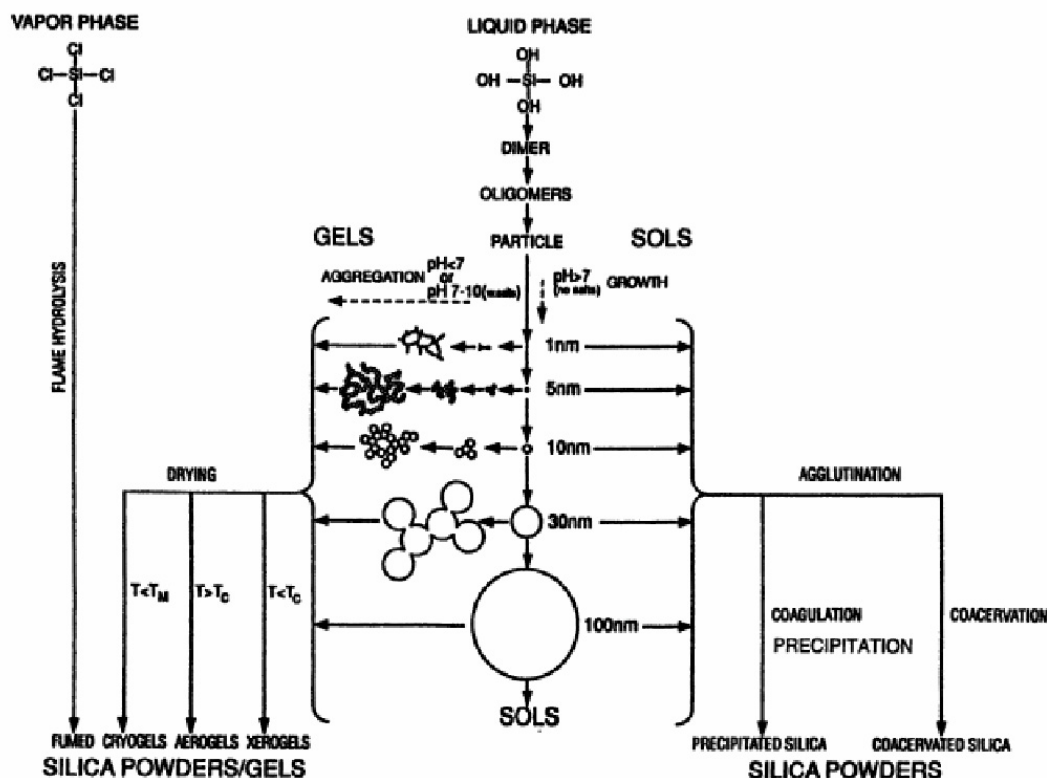 VAPOR PHASE
Cl
Cl—Si—Cl
Cl
LIQUID PHASE
OH
OH —Si— OH
OH
DIMER
OLIGOMERS
PARTICLE
GELS
SOLS
AGGREGATION
pH<7
or
pH 7-10 (w.salts)
pH>7
(no salts)
GROWTH
FLAME HYDROLYSIS
1nm
5nm
10nm
30nm
100nm
SOLS
DRYING
T<TM
T>TC
T<TC
AGGLUTINATION
COAGULATION
PRECIPITATION
COACERVATION
FUMED CRYOGELS AEROGELS XEROGELS
SILICA POWDERS/GELS
PRECIPITATED SILICA COACERVATED SILICA
SILICA POWDERS